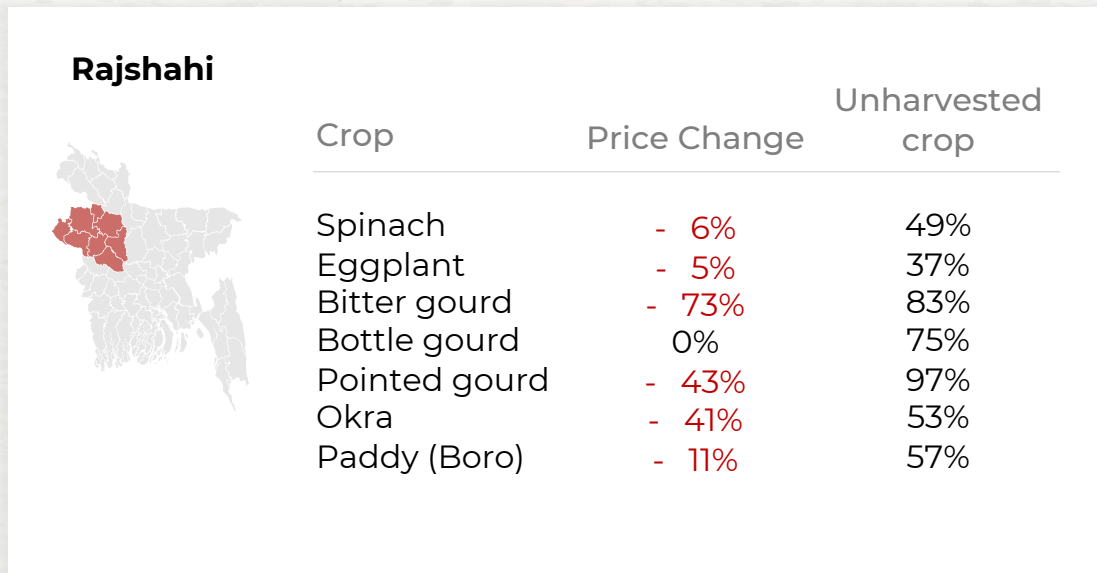 Rajshahi
Crop Price Change Unharvested crop
Spinach - 6% 49%
Eggplant - 5% 37%
Bitter gourd - 73% 83%
Bottle gourd 0% 75%
Pointed gourd - 43% 97%
Okra - 41% 53%
Paddy (Boro) - 11% 57%